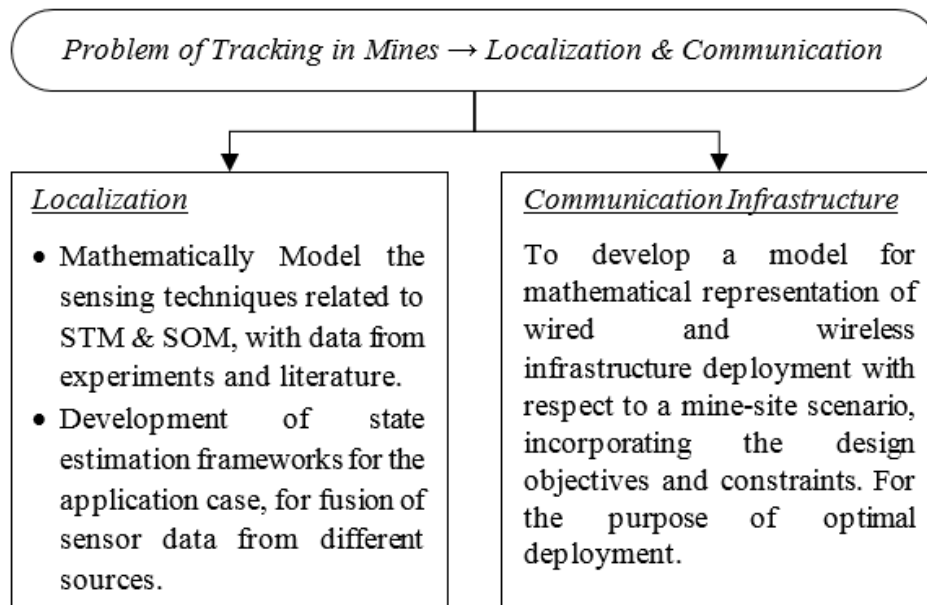 Problem of Tracking in Mines → Localization & Communication
Localization
• Mathematically Model the
sensing techniques related to
STM & SOM, with data from
experiments and literature.
• Development of state
estimation frameworks for the
application case, for fusion of
sensor data from different
sources.
Communication Infrastructure
To develop a model for
mathematical representation of
wired and wireless
infrastructure deployment with
respect to a mine-site scenario,
incorporating the design
objectives and constraints. For
the purpose of optimal
deployment.